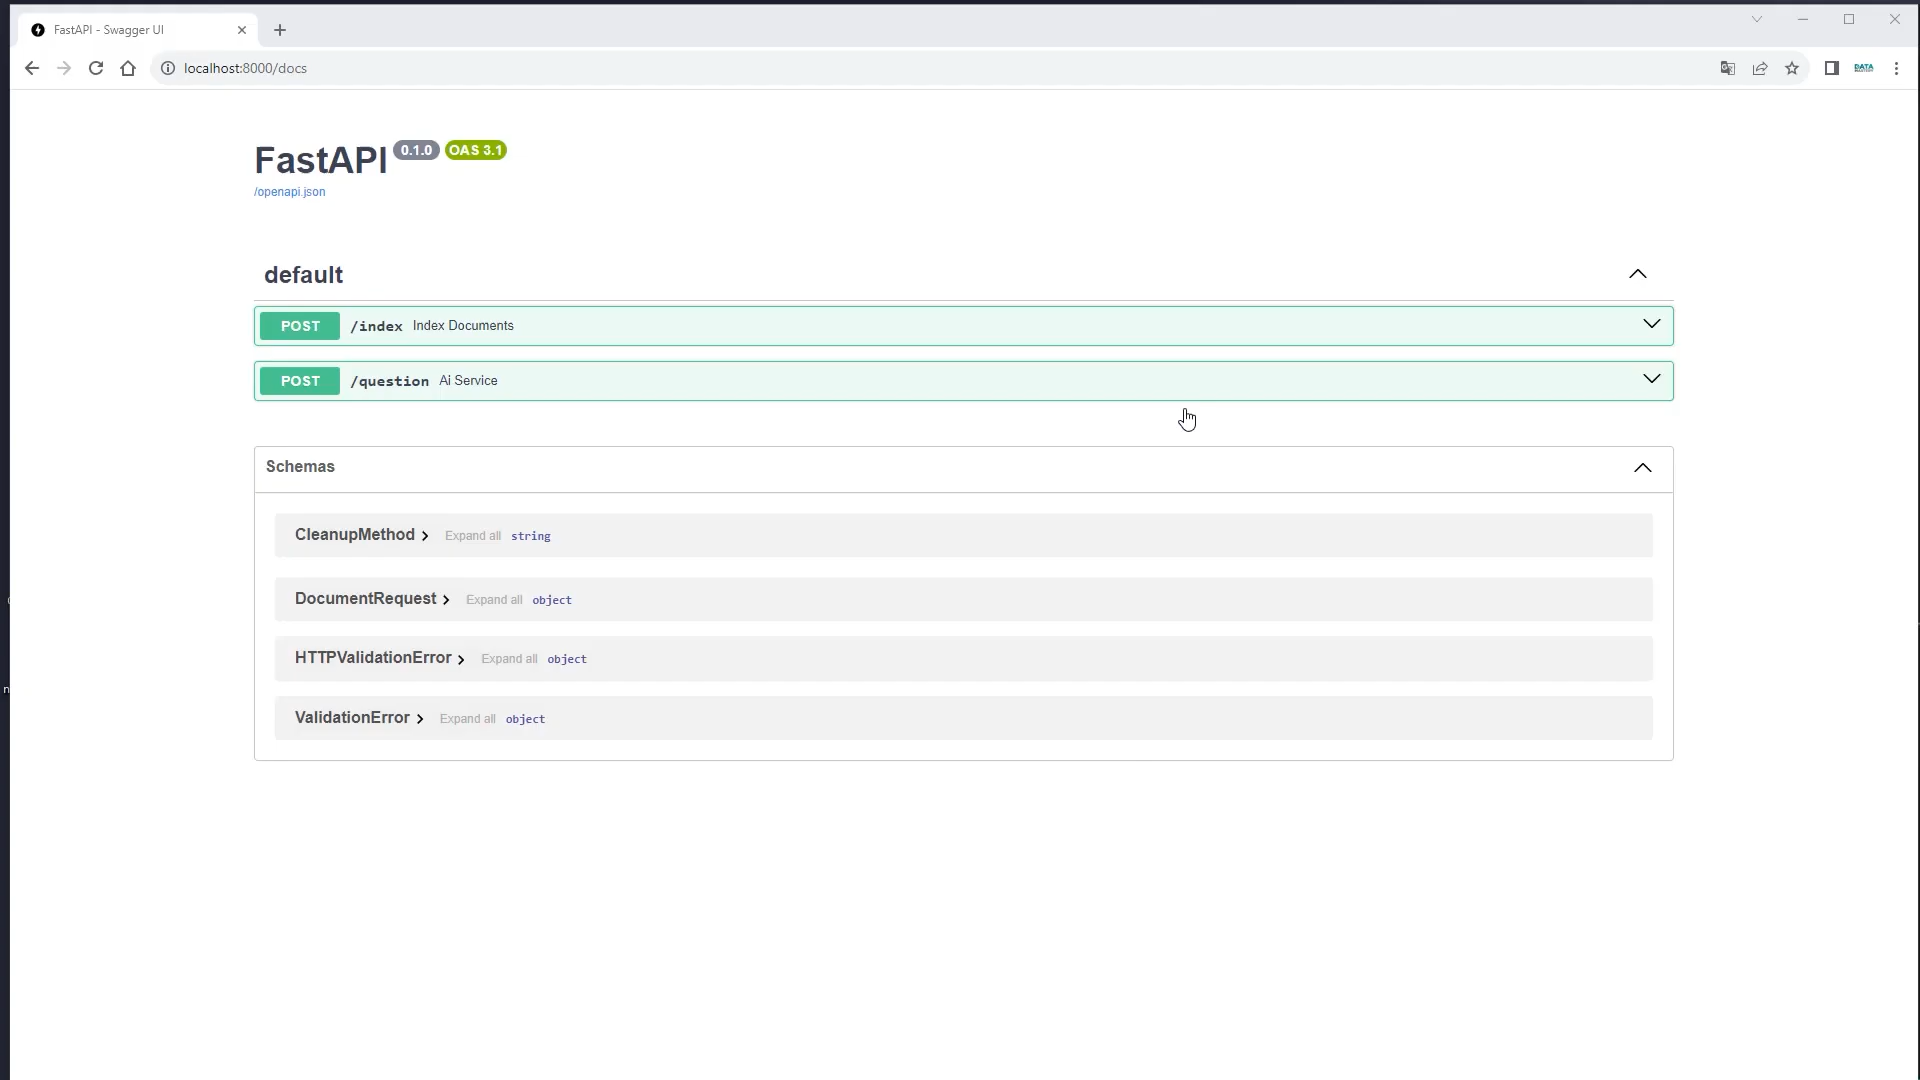 FastAPI - Swagger UI
localhost:8000/docs
DATA
FastAPI 0.1.0 OAS 3.1
/openapi.json
default
POST /index Index Documents
POST /question Ai Service
Schemas
CleanupMethod Expand all string
DocumentRequest Expand all object
HTTPValidationError Expand all object
ValidationError Expand all object
n